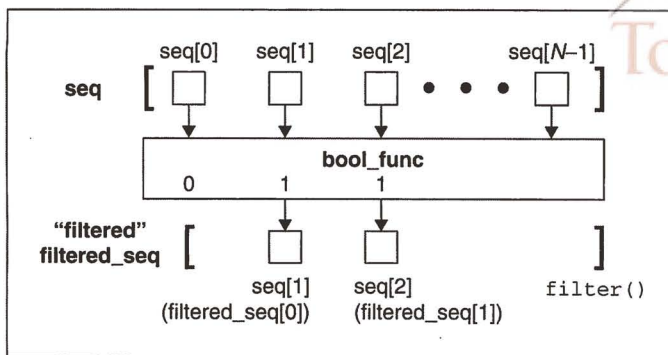 seq[0] seq[1] seq[2] seq[N–1]
seq [ • • • ]
bool_func
0 1 1
"filtered"
filtered_seq [ ]
seq[1] seq[2] filter()
(filtered_seq[0]) (filtered_seq[1])